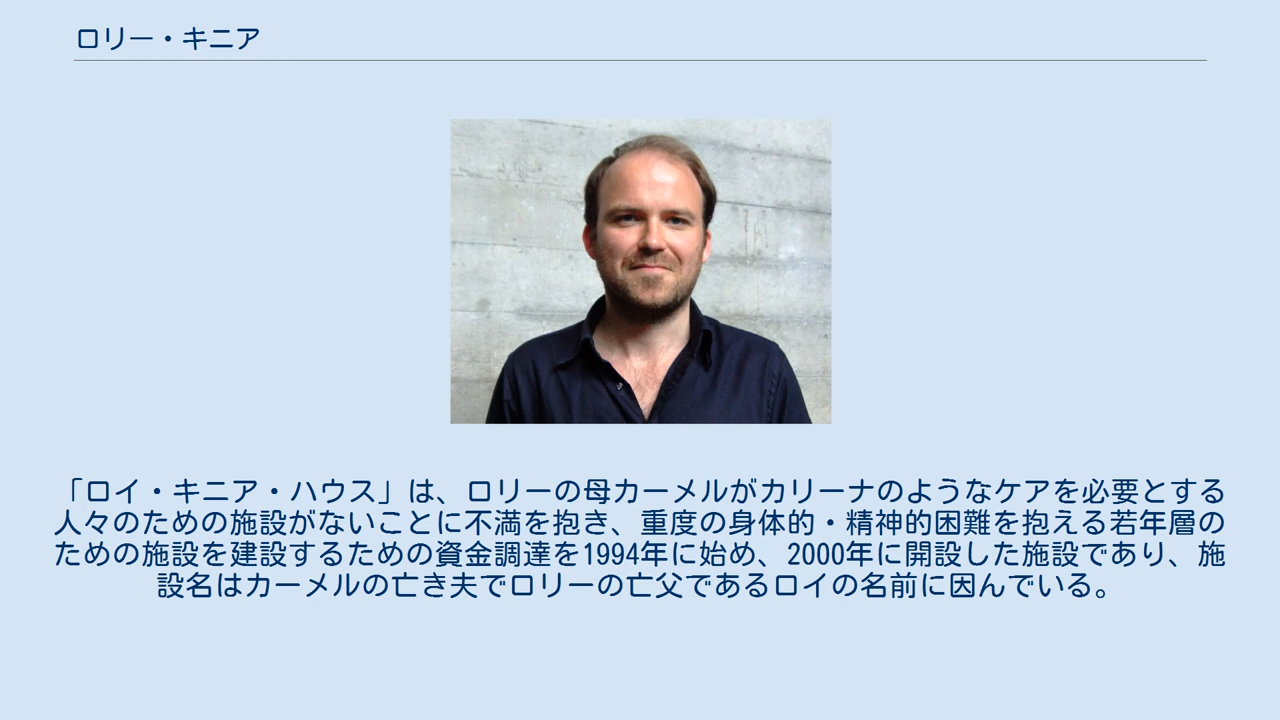 ロリー・キニア
「ロイ・キニア・ハウス」は、ロリーの母カーメルがカリーナのようなケアを必要とする
人々のための施設がないことに不満を抱き、重度の身体的・精神的困難を抱える若年層の
ための施設を建設するための資金調達を1994年に始め、2000年に開設した施設であり、施
設名はカーメルの亡き夫でロリーの亡父であるロイの名前に因んでいる。